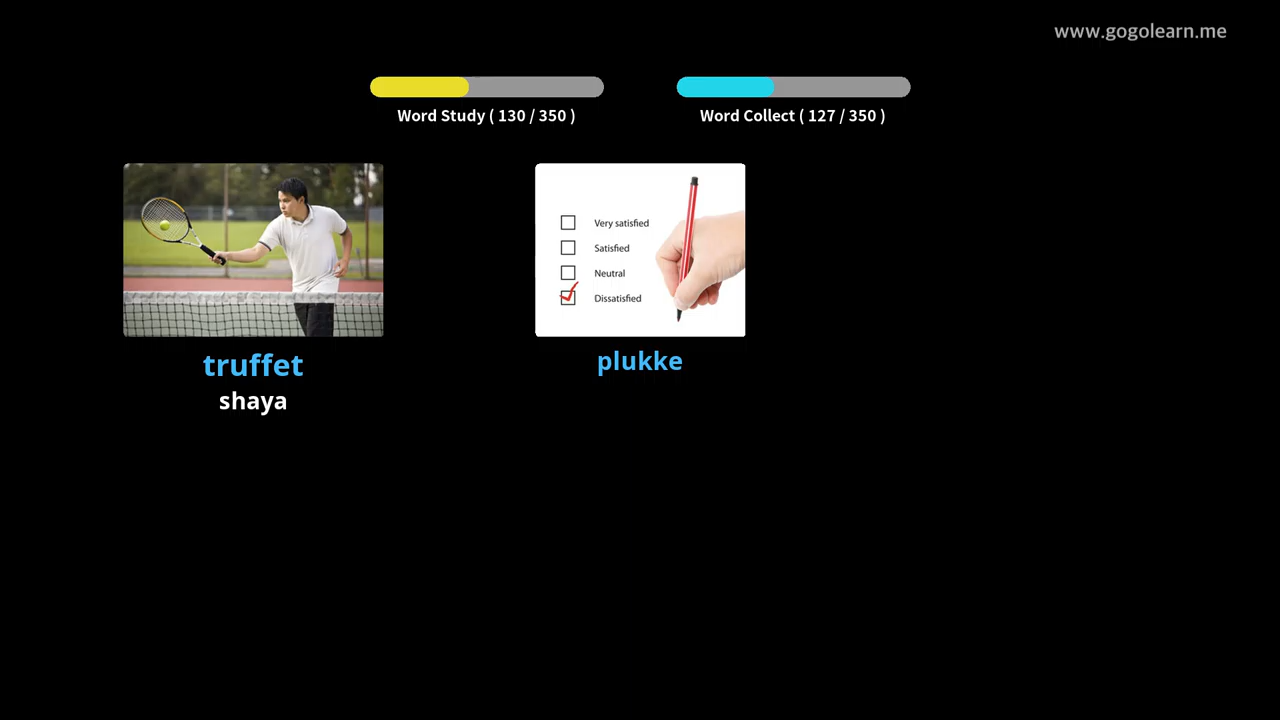 www.gogolearn.me
Word Study ( 130 / 350 )
Word Collect ( 127 / 350 )
Very satisfied
Satisfied
Neutral
Dissatisfied
truffet
shaya
plukke